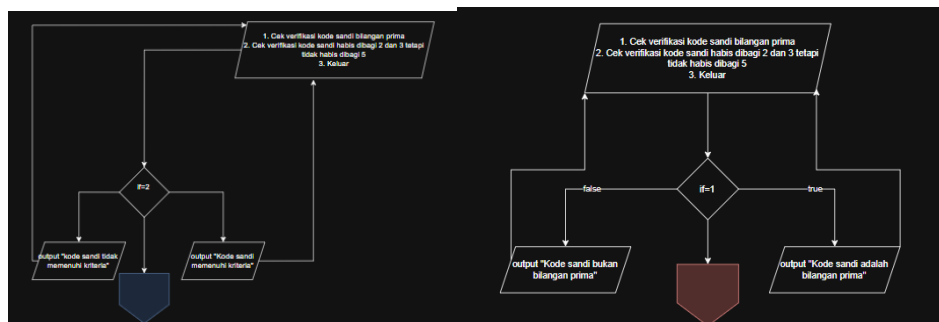 1. Cek verifikasi kode sandi bilangan prima
2. Cek verifikasi kode sandi habis dibagi 2 dan 3 tetapi
tidak habis dibagi 5
3. Keluar
if=2
output "kode sandi tidak
memenuhi kriteria"
output "Kode sandi
memenuhi kriteria"
1. Cek verifikasi kode sandi bilangan prima
2. Cek verifikasi kode sandi habis dibagi 2 dan 3 tetapi
tidak habis dibagi 5
3. Keluar
false
if=1
true
output "Kode sandi bukan
bilangan prima"
output "Kode sandi adalah
bilangan prima"